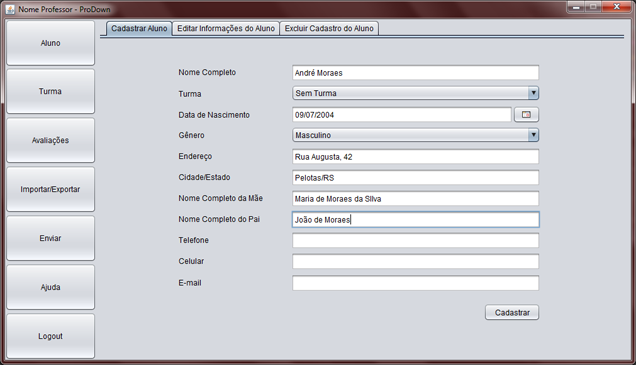 Nome Professor - ProDown
Aluno
Turma
Avaliações
Importar/Exportar
Enviar
Ajuda
Logout
Cadastrar Aluno
Editar Informações do Aluno
Excluir Cadastro do Aluno
Nome Completo André Moraes
Turma Sem Turma
Data de Nascimento 09/07/2004
Gênero Masculino
Endereço Rua Augusta, 42
Cidade/Estado Pelotas/RS
Nome Completo da Mãe Maria de Moraes da SIlva
Nome Completo do Pai João de Moraes
Telefone
Celular
E-mail
Cadastrar